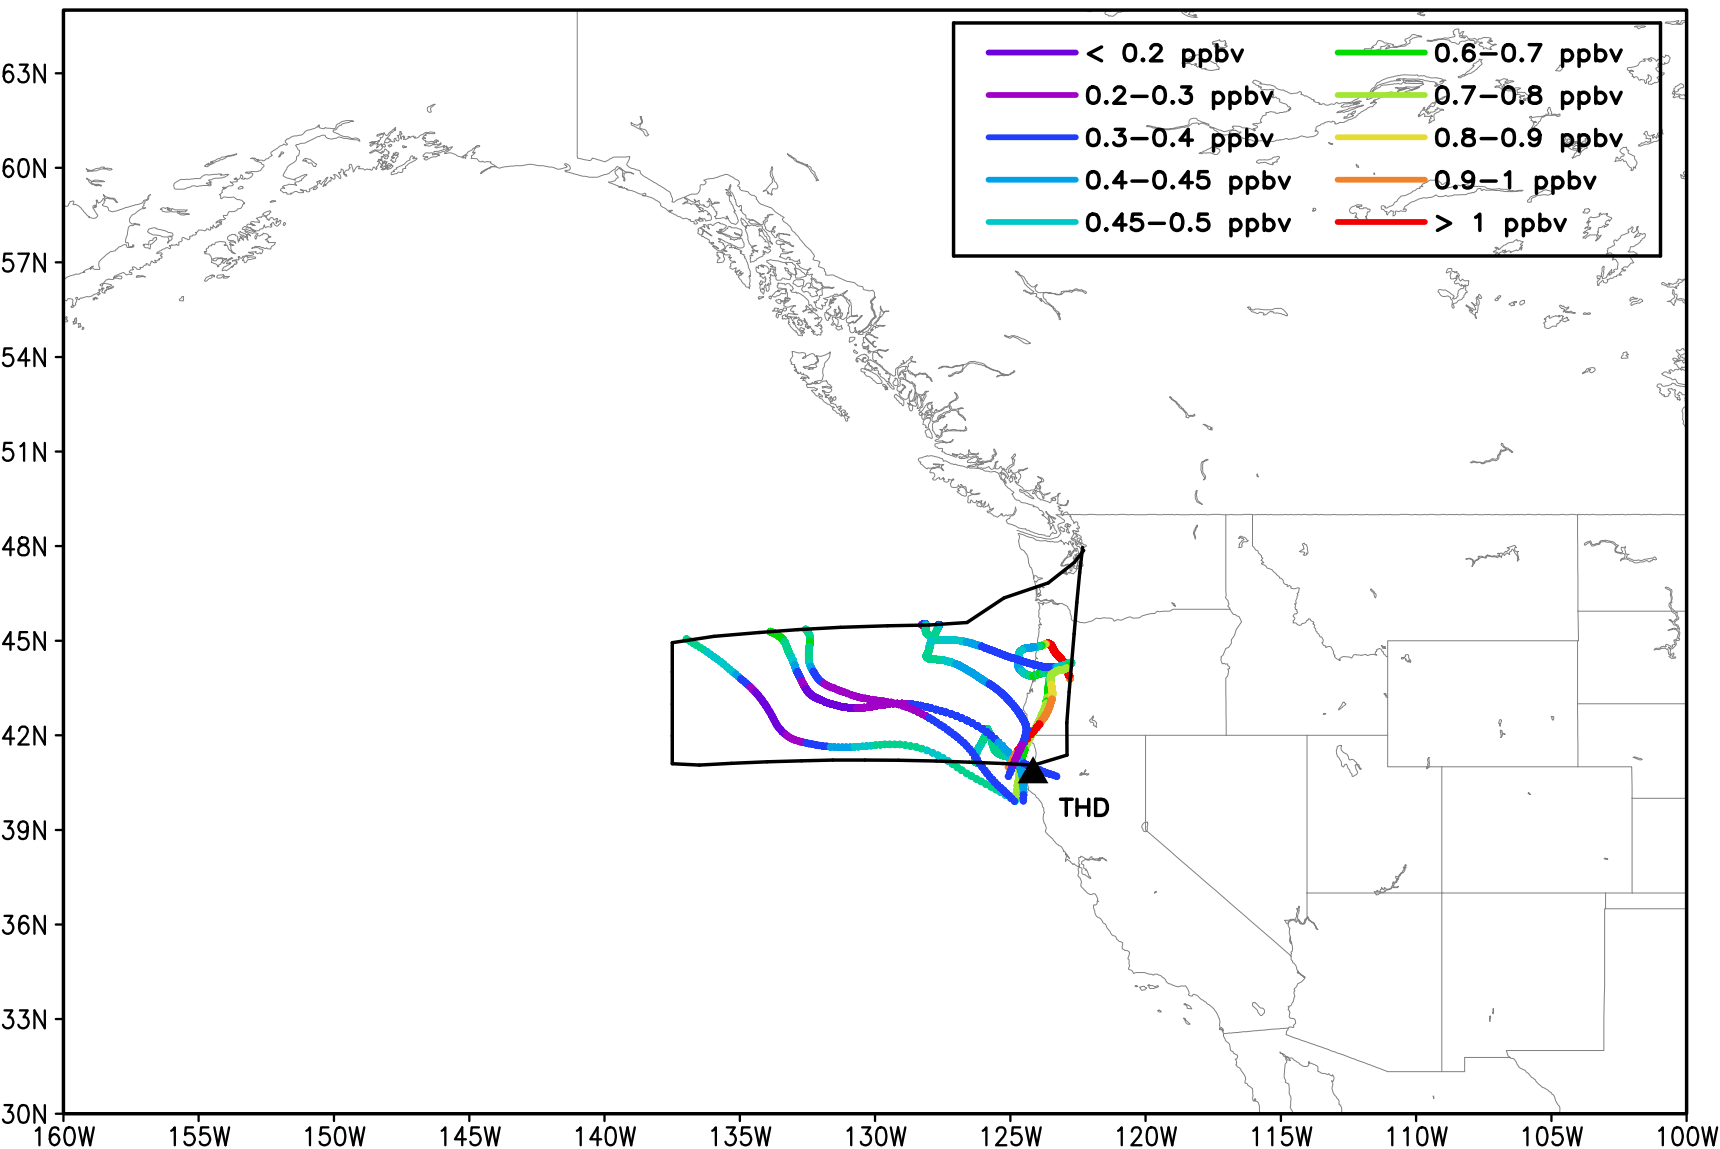 < 0.2 ppbv 0.6-0.7 ppbv
0.2-0.3 ppbv 0.7-0.8 ppbv
0.3-0.4 ppbv 0.8-0.9 ppbv
0.4-0.45 ppbv 0.9-1 ppbv
0.45-0.5 ppbv > 1 ppbv
63N
60N
57N
54N
51N
48N
45N
42N
39N
36N
33N
30N
THD
160W 155W 150W 145W 140W 135W 130W 125W 120W 115W 110W 105W 100W